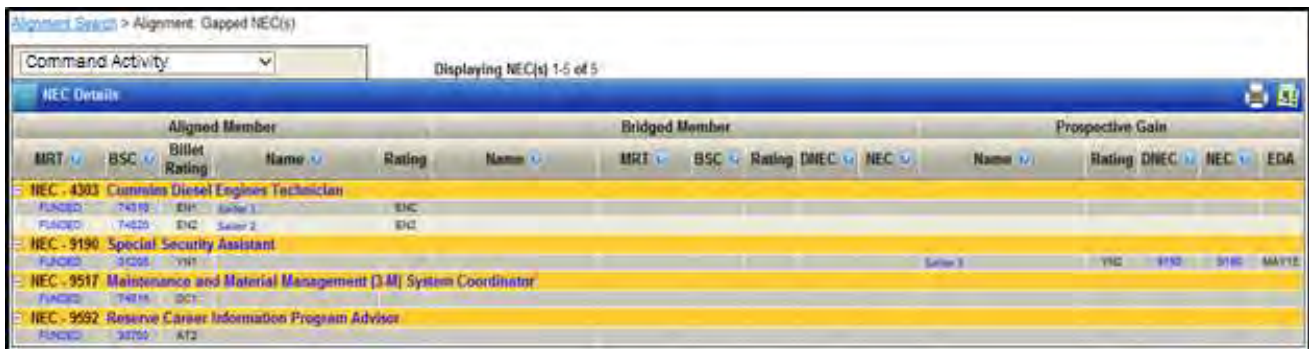 Alignment Search > Alignment: Gapped NEC(s)
Command Activity
Displaying NEC(s) 1-5 of 5
NEC Details
Aligned Member Bridged Member Prospective Gain
MRT BSC Billet Rating Name Rating Name MRT BSC Rating DNEC NEC Name Rating DNEC NEC EDA
NEC - 4303 Cummins Diesel Engines Technician
FUNDED EN1 Sailor 1 ENC
FUNDED EN2 Sailor 2 EN2
NEC - 9190 Special Security Assistant
FUNDED YN1 Sailor 3 YN2 9190 9190
NEC - 9517 Maintenance and Material Management (3-M) System Coordinator
FUNDED DC1
NEC - 9592 Reserve Career Information Program Advisor
FUNDED AT2